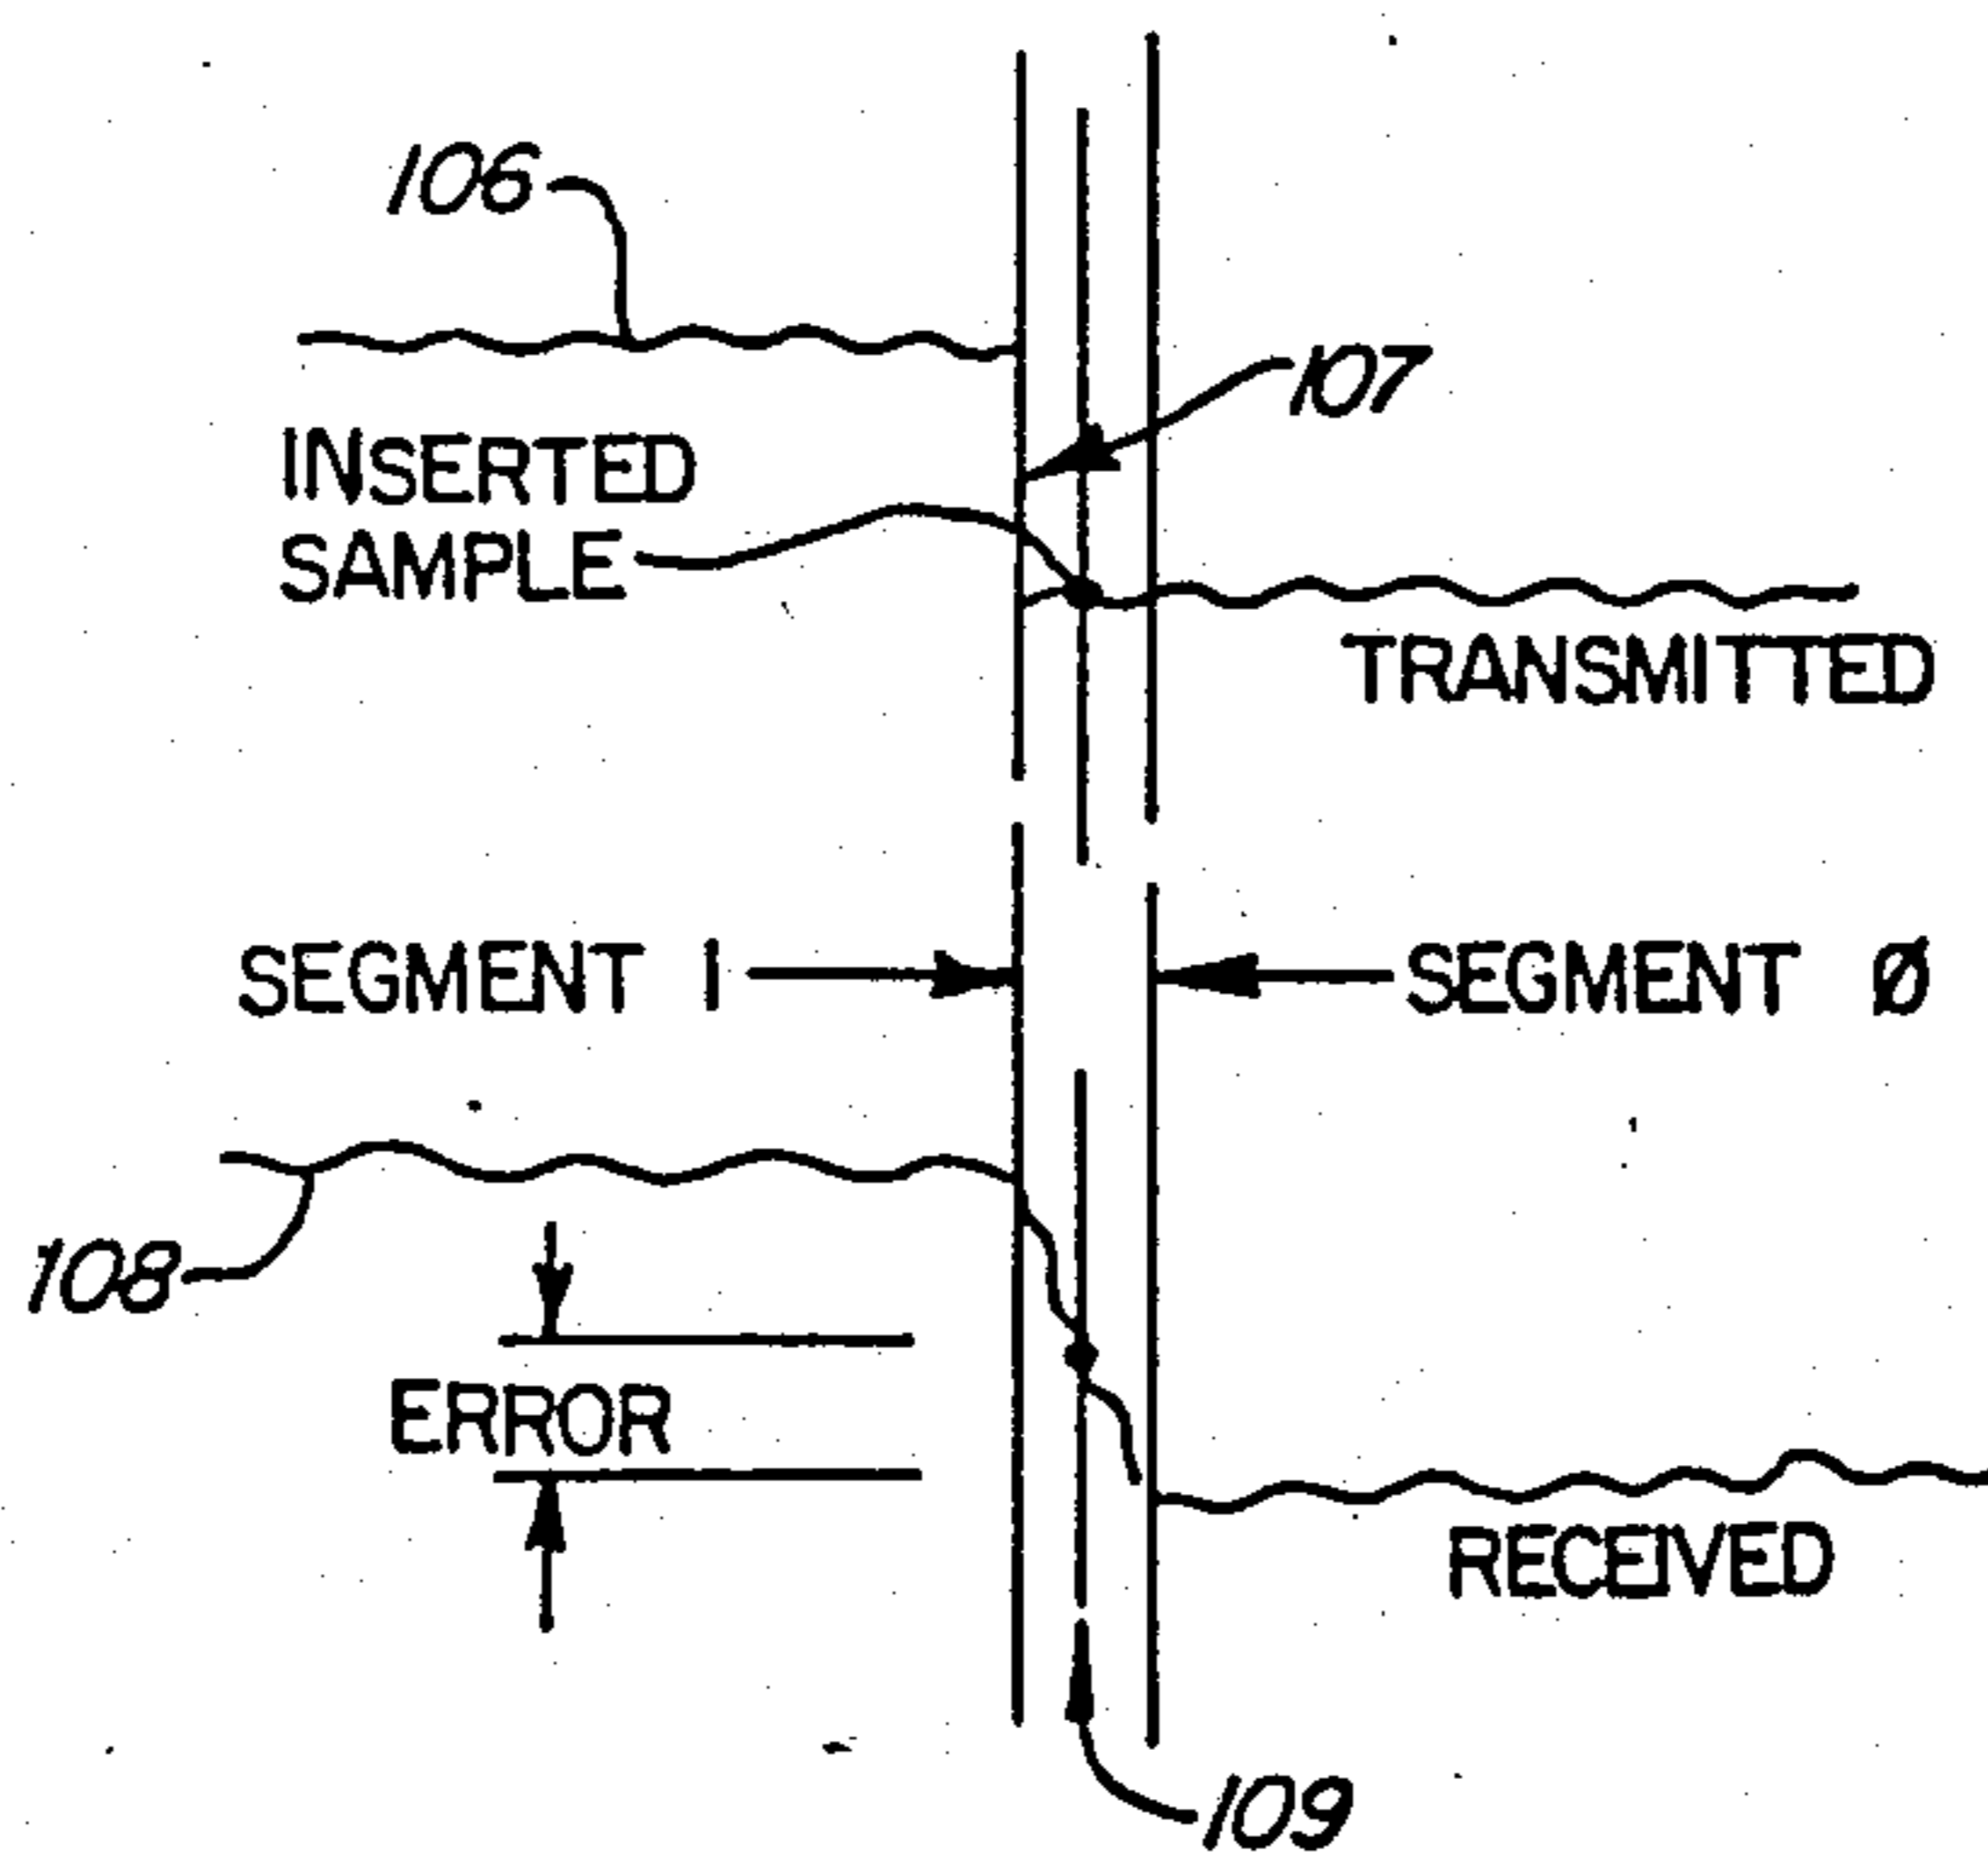 106
107
INSERTED
SAMPLE
TRANSMITTED
SEGMENT 1
SEGMENT Ø
108
ERROR
RECEIVED
109